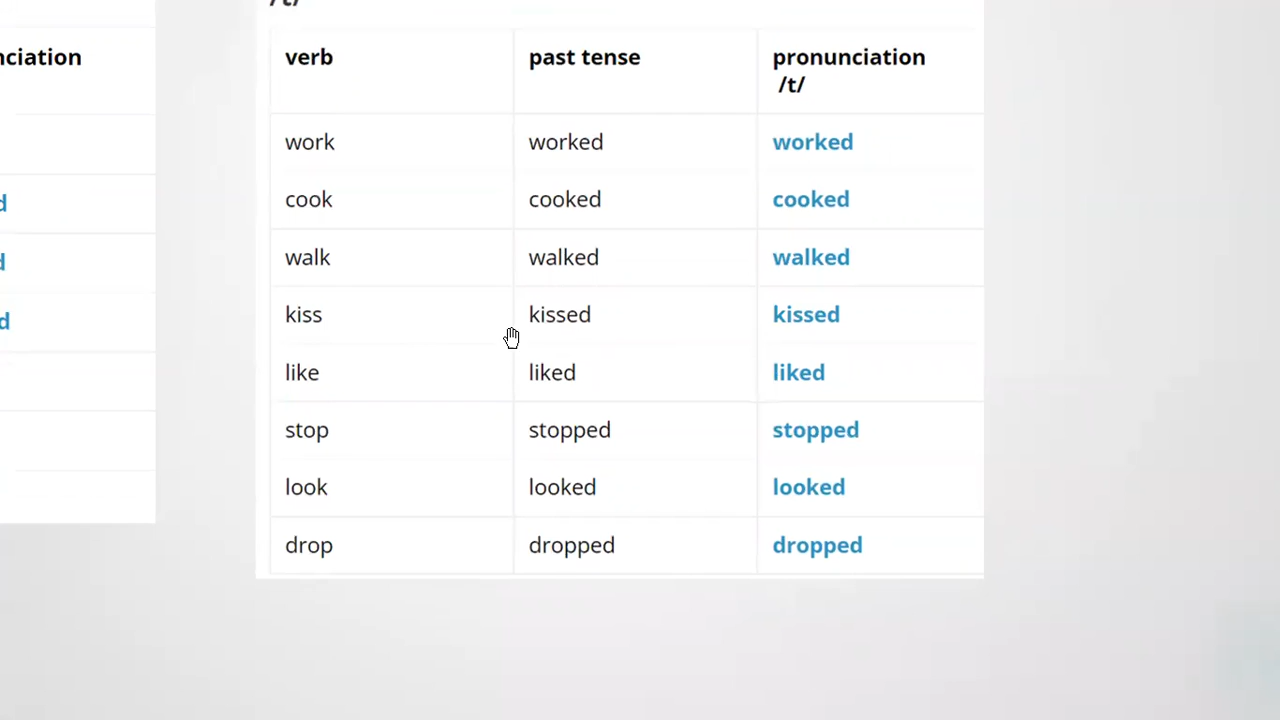 /t/
nciation
d
d
d
verb past tense pronunciation
/t/
work worked worked
cook cooked cooked
walk walked walked
kiss kissed kissed
like liked liked
stop stopped stopped
look looked looked
drop dropped dropped